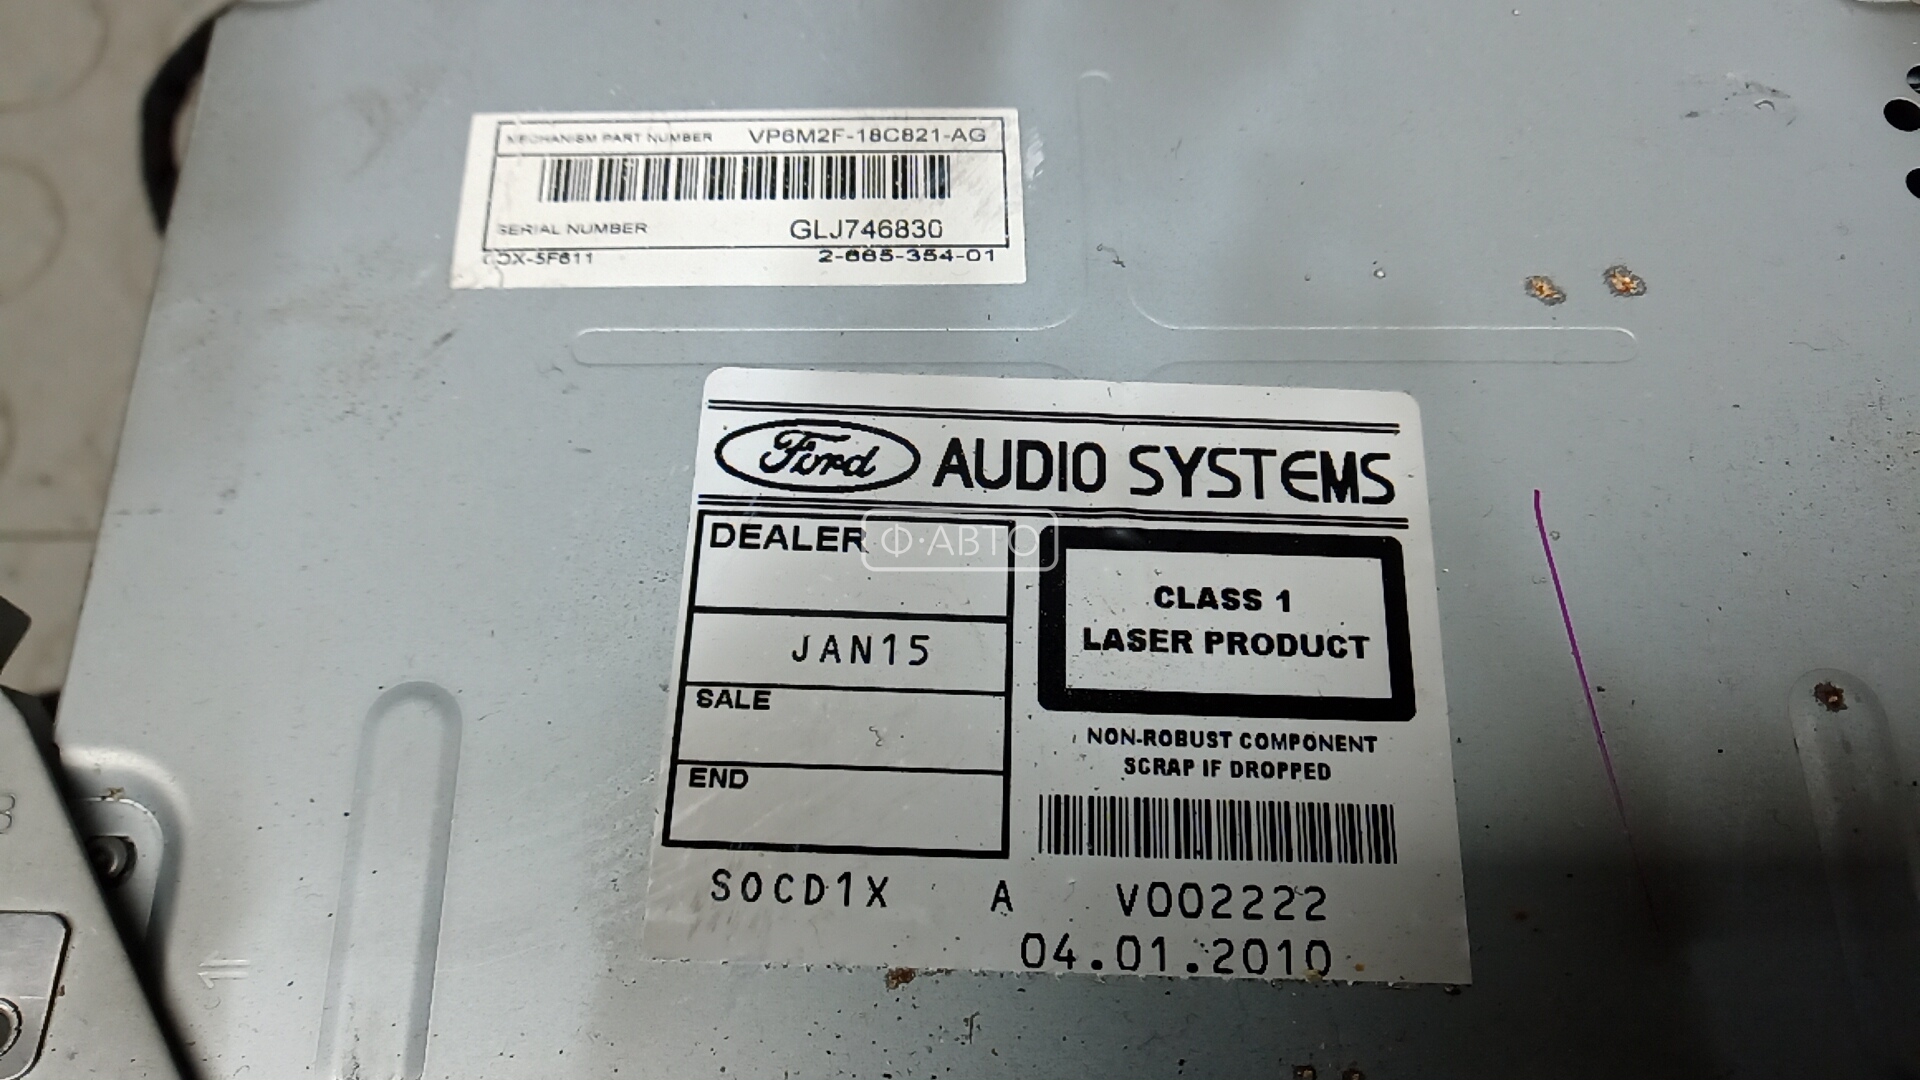 MECHANISM PART NUMBER VP6M2F-18C821-AG
SERIAL NUMBER GLJ746830
CDX-5F611 2-665-354-01
Ford AUDIO SYSTEMS
DEALER
Ф·АВТО
JAN15
SALE
END
CLASS 1
LASER PRODUCT
NON-ROBUST COMPONENT
SCRAP IF DROPPED
S0CD1X A V002222
04.01.2010